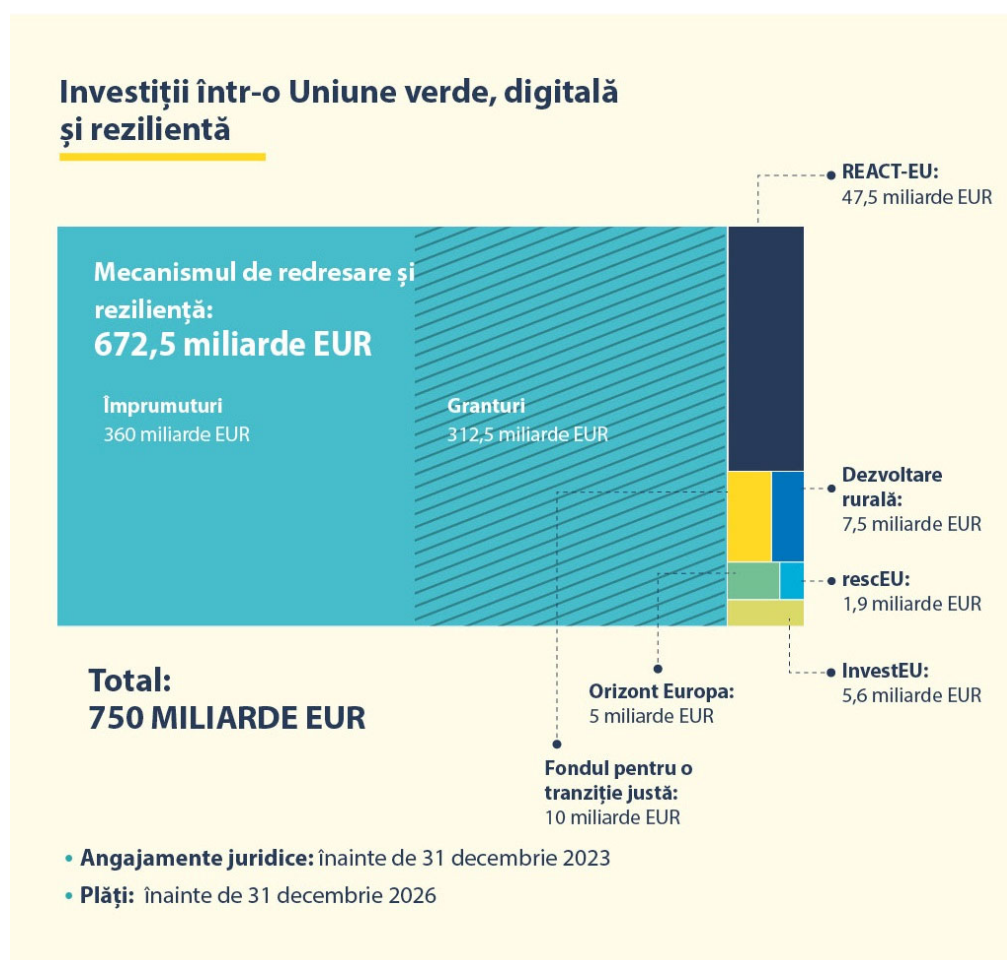 Investiții într-o Uniune verde, digitală
și rezilientă
REACT-EU:
47,5 miliarde EUR
Mecanismul de redresare și
reziliență:
672,5 miliarde EUR
Împrumuturi
360 miliarde EUR
Granturi
312,5 miliarde EUR
Dezvoltare
rurală:
7,5 miliarde EUR
rescEU:
1,9 miliarde EUR
InvestEU:
5,6 miliarde EUR
Orizont Europa:
5 miliarde EUR
Fondul pentru o
tranziție justă:
10 miliarde EUR
Total:
750 MILIARDE EUR
• Angajamente juridice: înainte de 31 decembrie 2023
• Plăți: înainte de 31 decembrie 2026